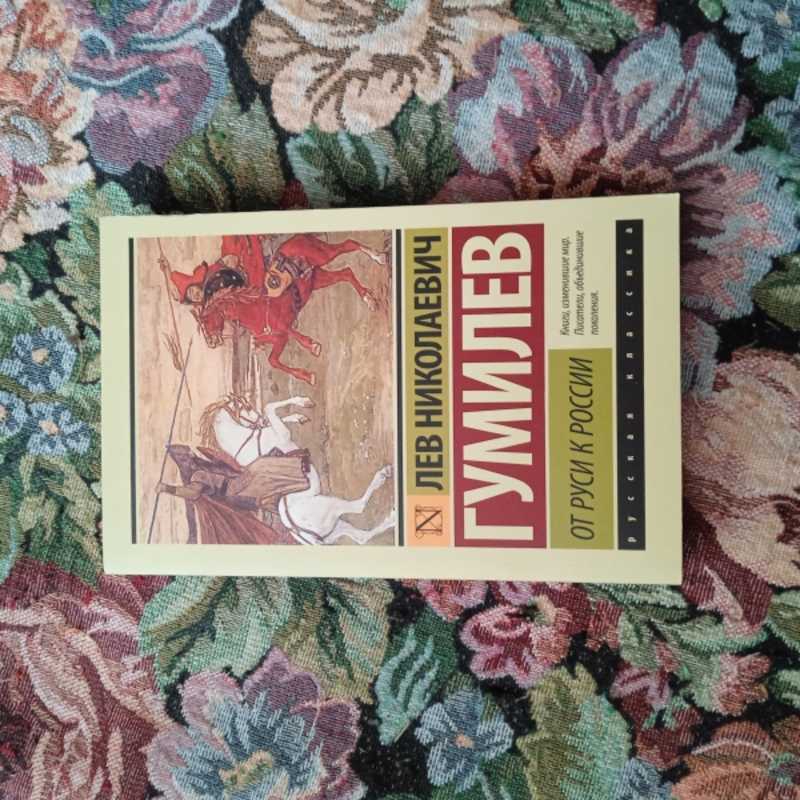 ЛЕВ НИКОЛАЕВИЧ
ГУМИЛЕВ
ОТ РУСИ К РОССИИ
Книги, изменившие мир.
Писатели, объединившие
поколения.
русская классика